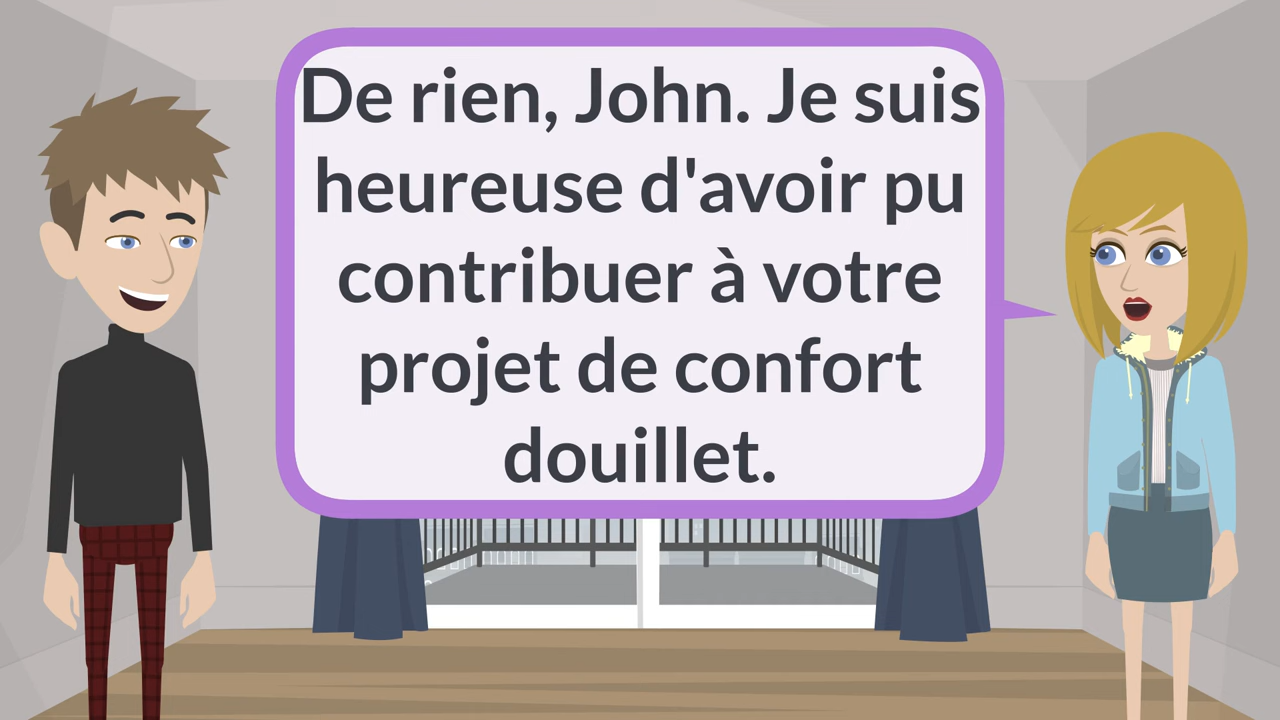 De rien, John. Je suis
heureuse d'avoir pu
contribuer à votre
projet de confort
douillet.